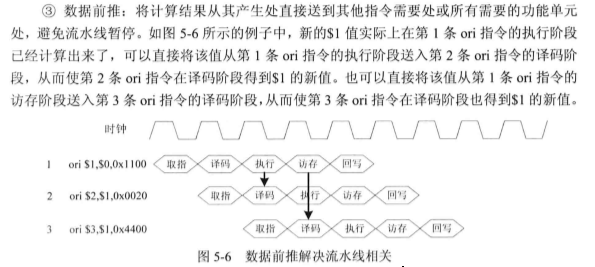 ③ 数据前推：将计算结果从其产生处直接送到其他指令需要处或所有需要的功能单元
处，避免流水线暂停。如图 5-6 所示的例子中，新的$1 值实际上在第 1 条 ori 指令的执行阶段
已经计算出来了，可以直接将该值从第 1 条 ori 指令的执行阶段送入第 2 条 ori 指令的译码阶
段，从而使第 2 条 ori 指令在译码阶段得到$1 的新值。也可以直接将该值从第 1 条 ori 指令的
访存阶段送入第 3 条 ori 指令的译码阶段，从而使第 3 条 ori 指令在译码阶段也得到$1 的新值。
时钟
1 ori $1,$0,0x1100 取指 译码 执行 访存 回写
2 ori $2,$1,0x0020 取指 译码 执行 访存 回写
3 ori $3,$1,0x4400 取指 译码 执行 访存 回写
图 5-6 数据前推解决流水线相关